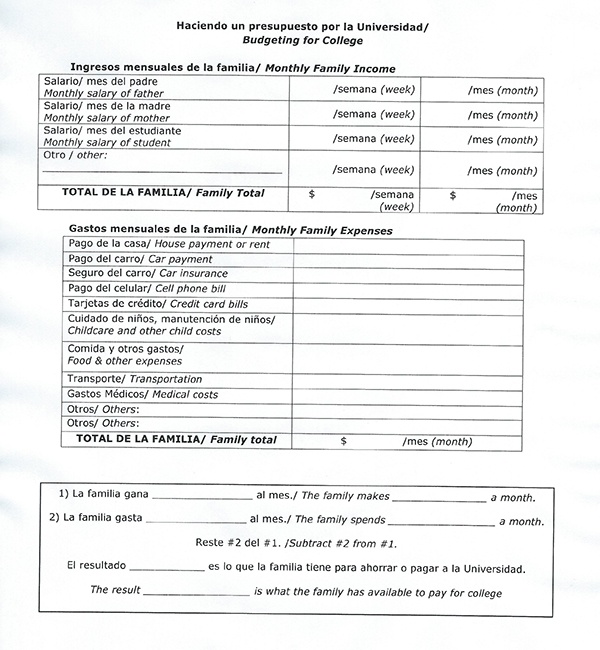 Haciendo un presupuesto por la Universidad/
Budgeting for College
Ingresos mensuales de la familia/ Monthly Family Income
Salario/ mes del padre
Monthly salary of father
/semana (week)
/mes (month)
Salario/ mes de la madre
Monthly salary of mother
/semana (week)
/mes (month)
Salario/ mes del estudiante
Monthly salary of student
/semana (week)
/mes (month)
Otro / other:
/semana (week)
/mes (month)
TOTAL DE LA FAMILIA/ Family Total
$ /semana
(week)
$ /mes
(month)
Gastos mensuales de la familia/ Monthly Family Expenses
Pago de la casa/ House payment or rent
Pago del carro/ Car payment
Seguro del carro/ Car insurance
Pago del celular/ Cell phone bill
Tarjetas de crédito/ Credit card bills
Cuidado de niños, manutención de niños/
Childcare and other child costs
Comida y otros gastos/
Food & other expenses
Transporte/ Transportation
Gastos Médicos/ Medical costs
Otros/ Others:
Otros/ Others:
TOTAL DE LA FAMILIA/ Family total
$ /mes (month)
1) La familia gana _______________ al mes./ The family makes ______________ a month.
2) La familia gasta _______________ al mes./ The family spends ________________ a month.
Reste #2 del #1. /Subtract #2 from #1.
El resultado ___________ es lo que la familia tiene para ahorrar o pagar a la Universidad.
The result ________________ is what the family has available to pay for college